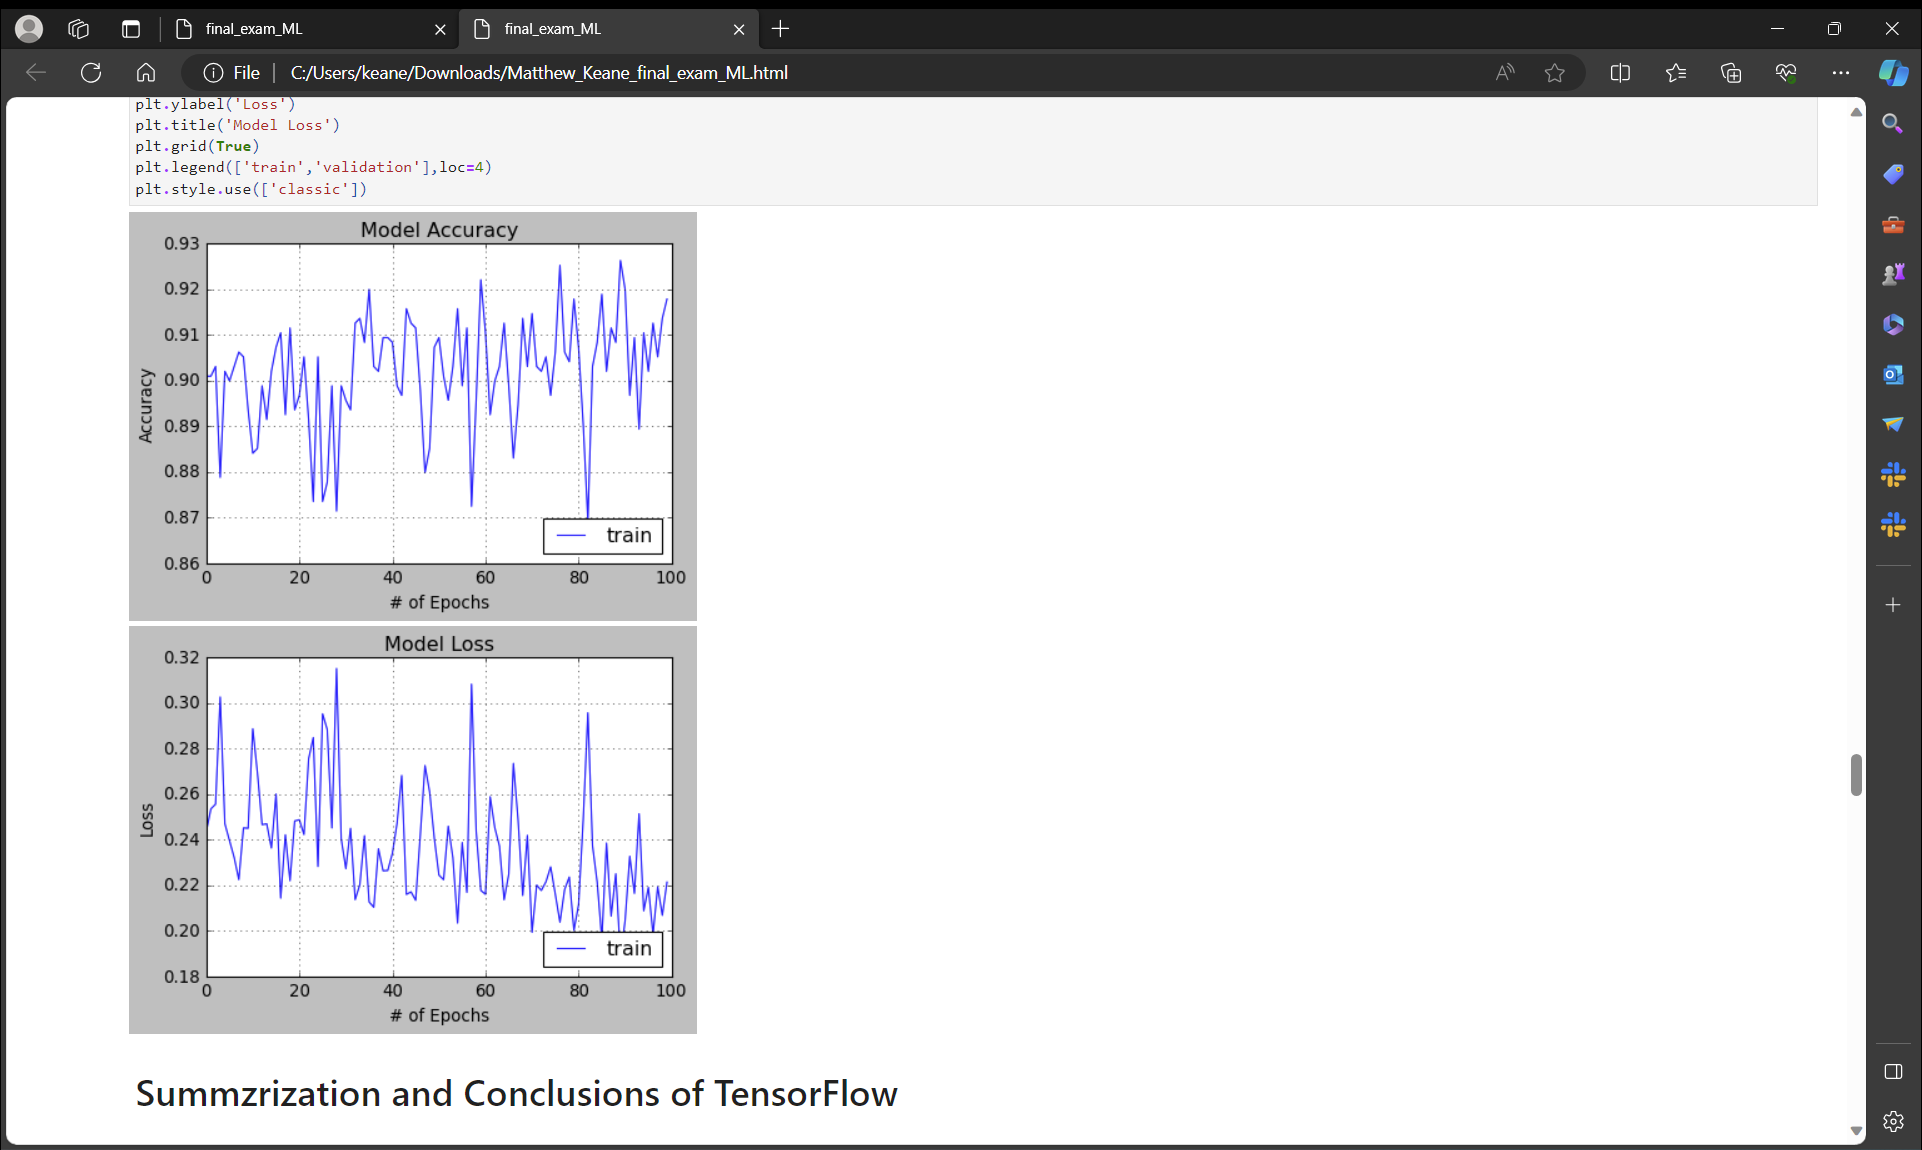 final_exam_ML
final_exam_ML
File
C:/Users/keane/Downloads/Matthew_Keane_final_exam_ML.html
plt.ylabel('Loss')
plt.title('Model Loss')
plt.grid(True)
plt.legend(['train','validation'],loc=4)
plt.style.use(['classic'])
Model Accuracy
0.93
0.92
0.91
0.90
0.89
0.88
0.87
0.86
Accuracy
train
0 20 40 60 80 100
# of Epochs
Model Loss
0.32
0.30
0.28
0.26
0.24
0.22
0.20
0.18
Loss
train
0 20 40 60 80 100
# of Epochs
Summzrization and Conclusions of TensorFlow